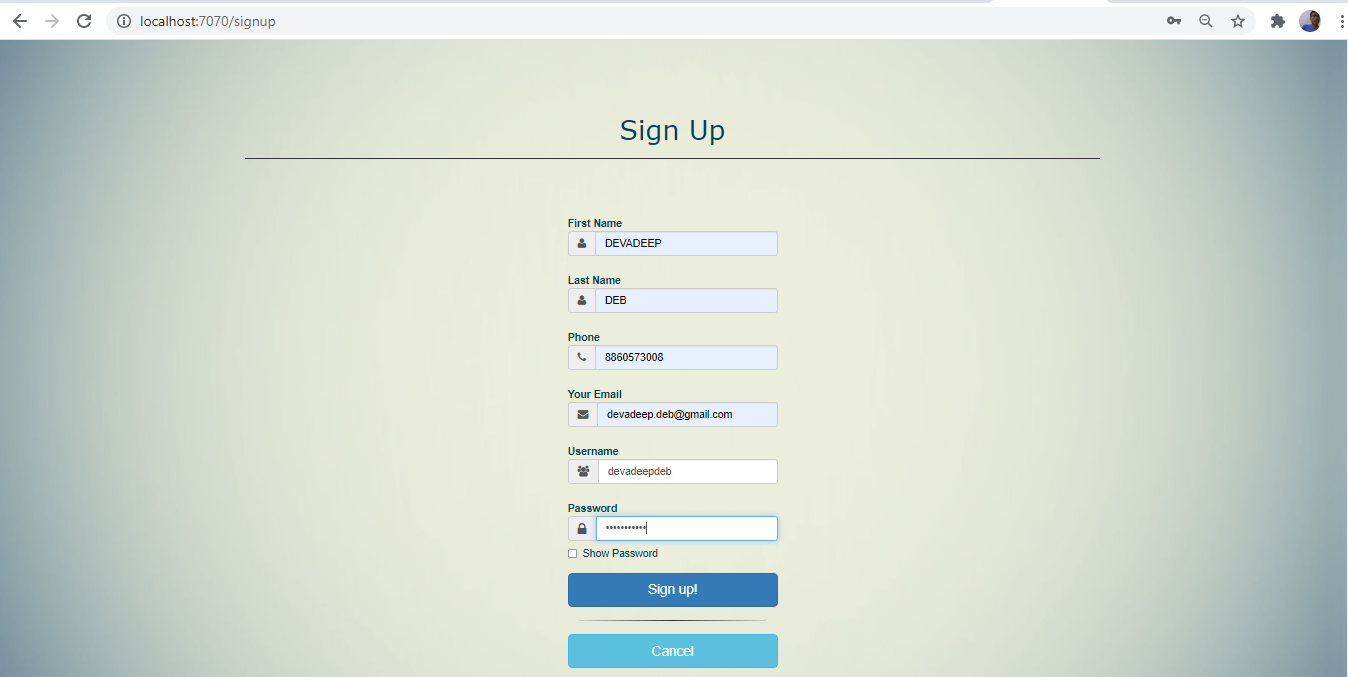 localhost:7070/signup
Sign Up
First Name
DEVADEEP
Last Name
DEB
Phone
8860573008
Your Email
devadeep.deb@gmail.com
Username
devadeepdeb
Password
•••••••••••
Show Password
Sign up!
Cancel